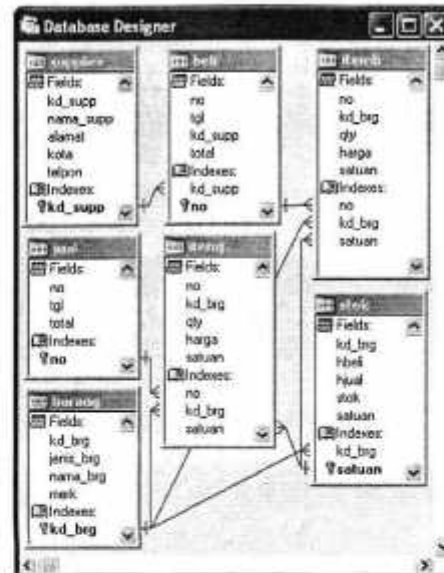 Database Designer
supplier
Fields:
kd_supp
nama_supp
alamat
kota
telpon
Indexes:
kd_supp
beli
Fields:
no
tgl
kd_supp
total
Indexes:
kd_supp
no
Fields:
no
kd_brg
qty
harga
satuan
Indexes:
no
kd_brg
satuan
jual
Fields:
no
tgl
total
Indexes:
no
Fields:
no
kd_brg
qty
harga
satuan
Indexes:
no
kd_brg
satuan
stok
Fields:
kd_brg
hbeli
hjual
stok
satuan
Indexes:
kd_brg
satuan
barang
Fields:
kd_brg
jenis_brg
nama_brg
merk
Indexes:
kd_brg